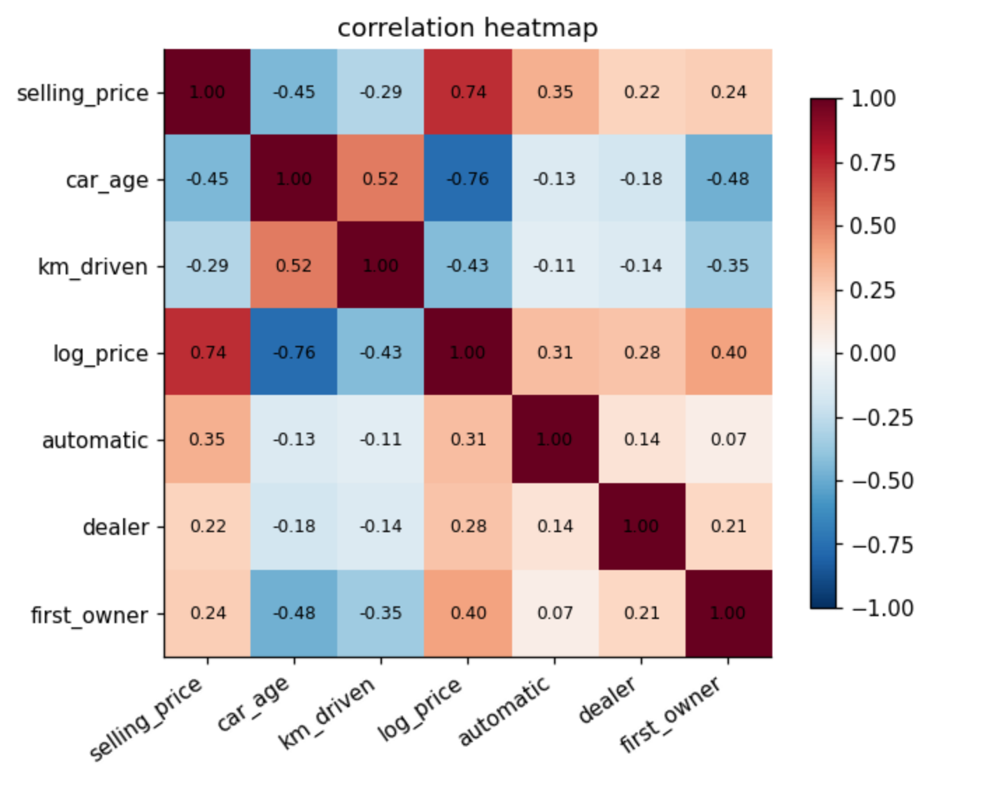 correlation heatmap
selling_price 1.00 -0.45 -0.29 0.74 0.35 0.22 0.24
car_age -0.45 1.00 0.52 -0.76 -0.13 -0.18 -0.48
km_driven -0.29 0.52 1.00 -0.43 -0.11 -0.14 -0.35
log_price 0.74 -0.76 -0.43 1.00 0.31 0.28 0.40
automatic 0.35 -0.13 -0.11 0.31 1.00 0.14 0.07
dealer 0.22 -0.18 -0.14 0.28 0.14 1.00 0.21
first_owner 0.24 -0.48 -0.35 0.40 0.07 0.21 1.00
selling_price car_age km_driven log_price automatic dealer first_owner
1.00
0.75
0.50
0.25
0.00
−0.25
−0.50
−0.75
−1.00